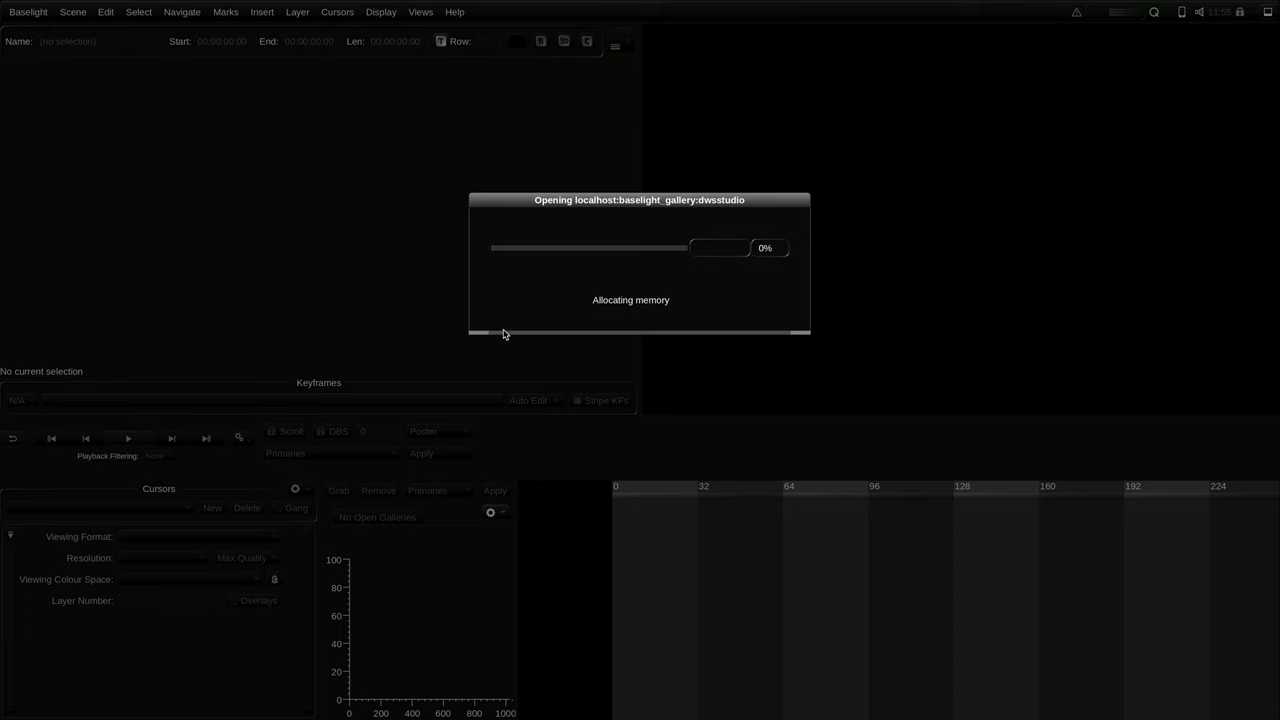 Baselight Scene Edit Select Navigate Marks Insert Layer Cursors Display Views Help 11:55
Name: (no selection) Start: 00:00:00:00 End: 00:00:00:00 Len: 00:00:00:00 Row:
Opening localhost:baselight_gallery:dwsstudio
0%
Allocating memory
No current selection
Keyframes
N/A Auto Edit Stripe KFs
Scroll DBS 0 Poster
Playback Filtering: None Primaries Apply
Cursors Grab Remove Primaries Apply
New Delete Gang No Open Galleries
Viewing Format:
Resolution: Max Quality
Viewing Colour Space:
Layer Number: Overlays
100
80
60
40
20
0
0 200 400 600 800 1000
0 32 64 96 128 160 192 224